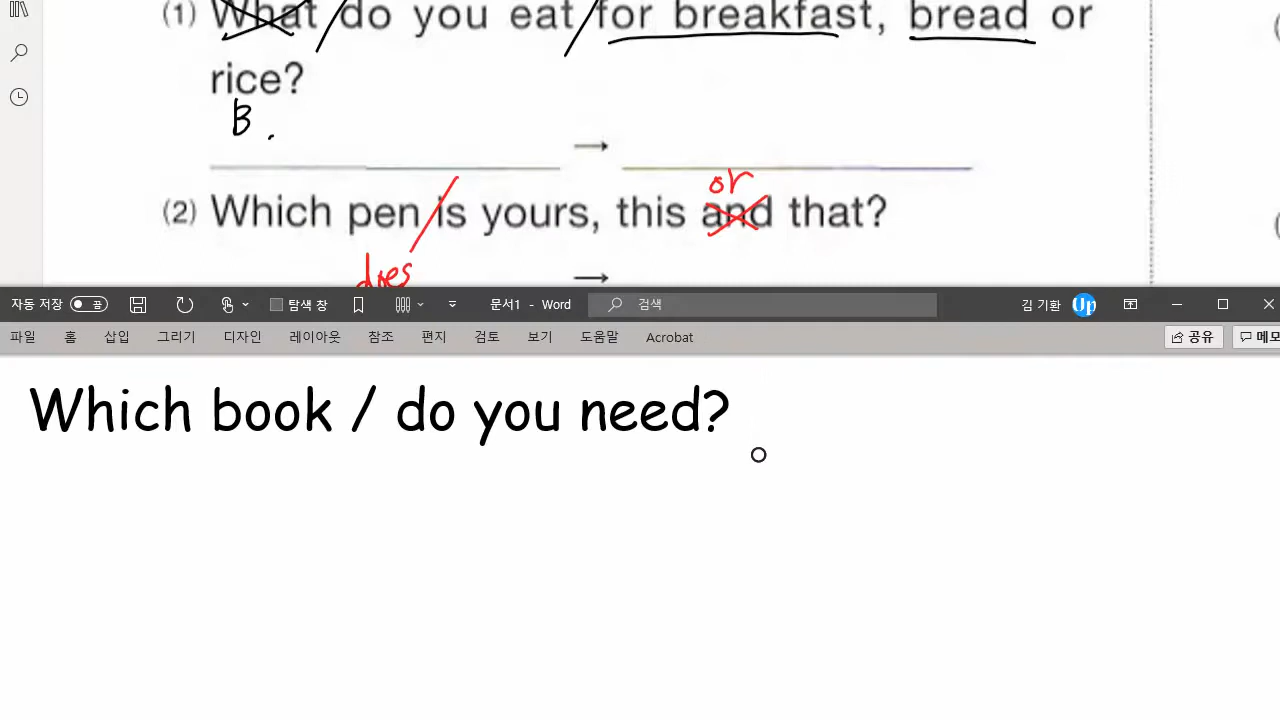 (1) What do you eat for breakfast, bread or
rice?
B.
→
or
(2) Which pen is yours, this and that?
does
→
자동 저장 공 탐색 창 문서1 - Word 검색 김 기환 Up
파일 홈 삽입 그리기 디자인 레이아웃 참조 편지 검토 보기 도움말 Acrobat 공유 메모
Which book / do you need?